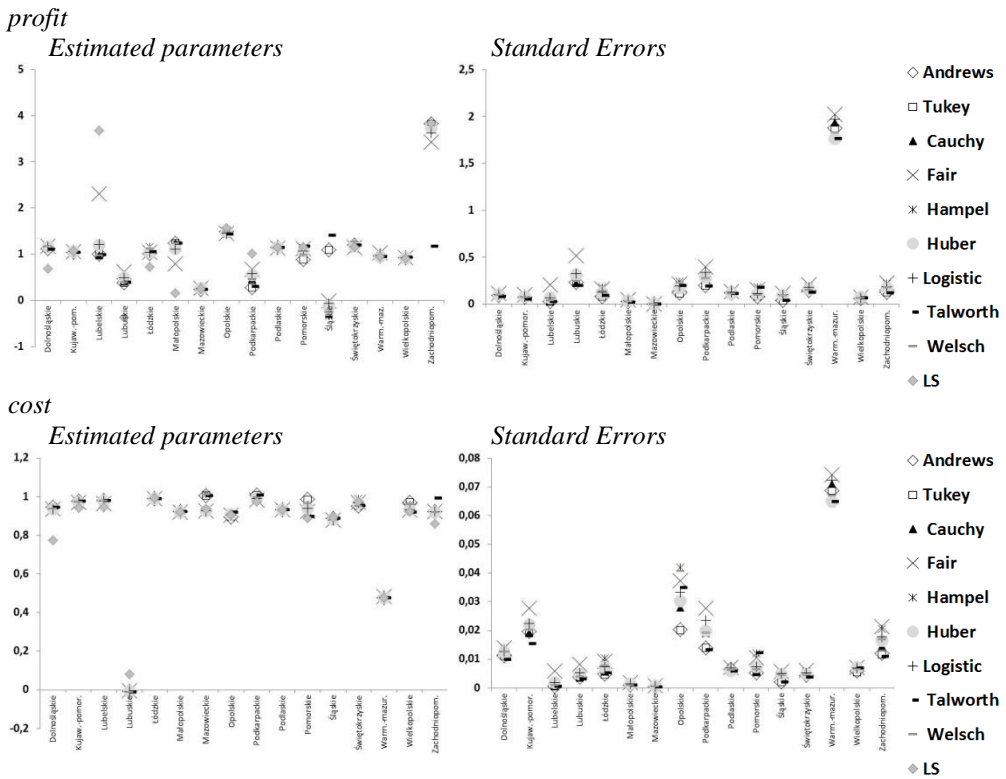 profit
Estimated parameters
Standard Errors
5
4
3
2
1
0
-1
Dolnośląskie
Kujaw.-pom.
Lubelskie
Lubuskie
Łódzkie
Małopolskie
Mazowieckie
Opolskie
Podkarpackie
Podlaskie
Pomorskie
Śląskie
Świętokrzyskie
Warm.-maz.
Wielkopolskie
Zachodniopom.
2,5
2
1,5
1
0,5
0
Dolnośląskie
Kujaw.-pomor.
Lubelskie
Lubuskie
Łódzkie
Małopolskie
Mazowieckie
Opolskie
Podkarpackie
Podlaskie
Pomorskie
Śląskie
Świętokrzyskie
Warm.-mazur.
Wielkopolskie
Zachodniopom.
Andrews
Tukey
Cauchy
Fair
Hampel
Huber
Logistic
Talworth
Welsch
LS
cost
Estimated parameters
Standard Errors
1,2
1
0,8
0,6
0,4
0,2
0
0,2
Dolnośląskie
Kujaw.-pomor.
Lubelskie
Lubuskie
Łódzkie
Małopolskie
Mazowieckie
Opolskie
Podkarpackie
Podlaskie
Pomorskie
Śląskie
Świętokrzyskie
Warm.-mazur.
Wielkopolskie
Zachodniopom.
0,08
0,07
0,06
0,05
0,04
0,03
0,02
0,01
0
Dolnośląskie
Kujaw.-pomor.
Lubelskie
Lubuskie
Łódzkie
Małopolskie
Mazowieckie
Opolskie
Podkarpackie
Podlaskie
Pomorskie
Śląskie
Świętokrzyskie
Warm.-mazur.
Wielkopolskie
Zachodniopom.
Andrews
Tukey
Cauchy
Fair
Hampel
Huber
Logistic
Talworth
Welsch
LS